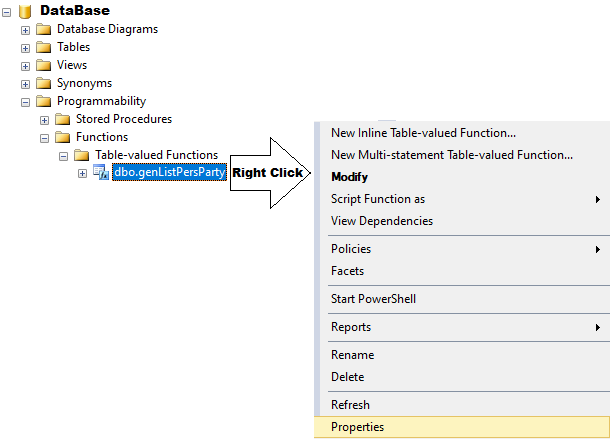 DataBase
Database Diagrams
Tables
Views
Synonyms
Programmability
Stored Procedures
Functions
Table-valued Functions
dbo.genListPersParty
Right Click
New Inline Table-valued Function...
New Multi-statement Table-valued Function...
Modify
Script Function as
View Dependencies
Policies
Facets
Start PowerShell
Reports
Rename
Delete
Refresh
Properties